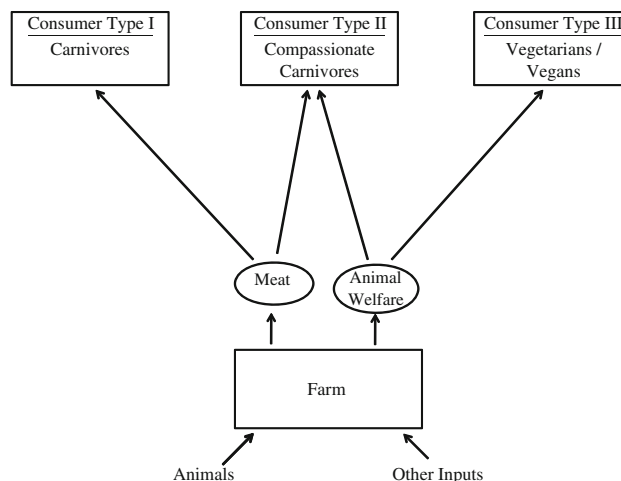 Consumer Type I
Carnivores
Consumer Type II
Compassionate
Carnivores
Consumer Type III
Vegetarians /
Vegans
Meat
Animal
Welfare
Farm
Animals
Other Inputs